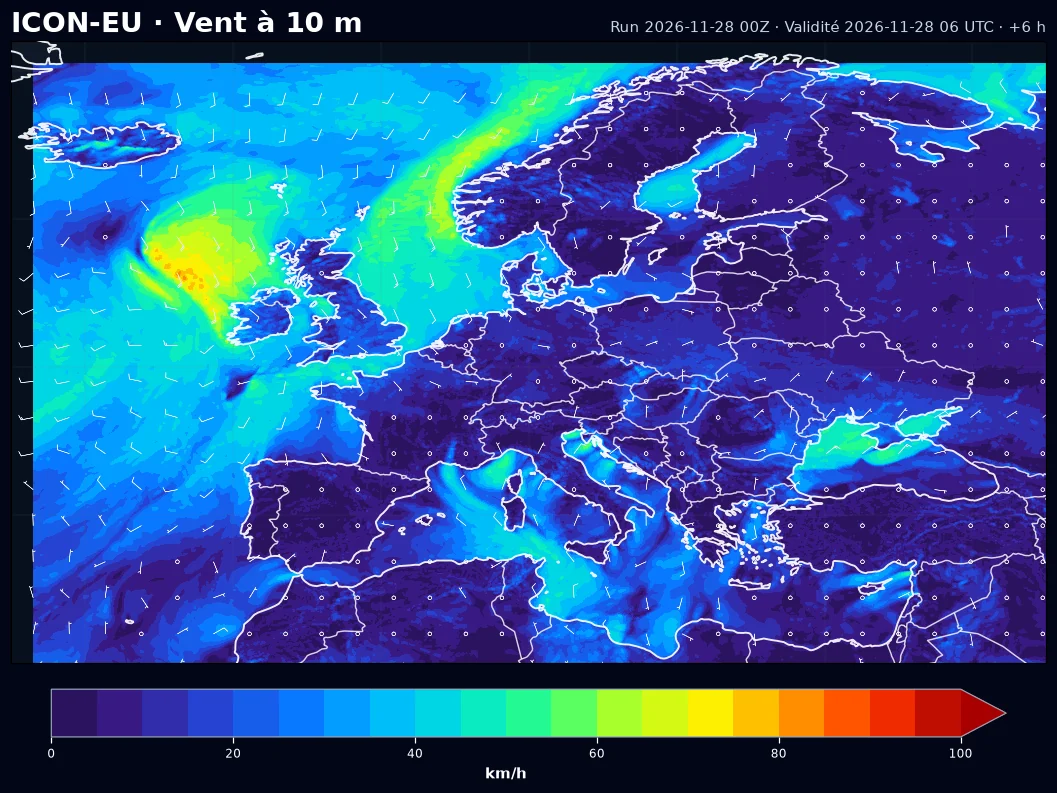 ICON-EU · Vent à 10 m
Run 2026-11-28 00Z · Validité 2026-11-28 06 UTC · +6 h
0 20 40 60 80 100
km/h